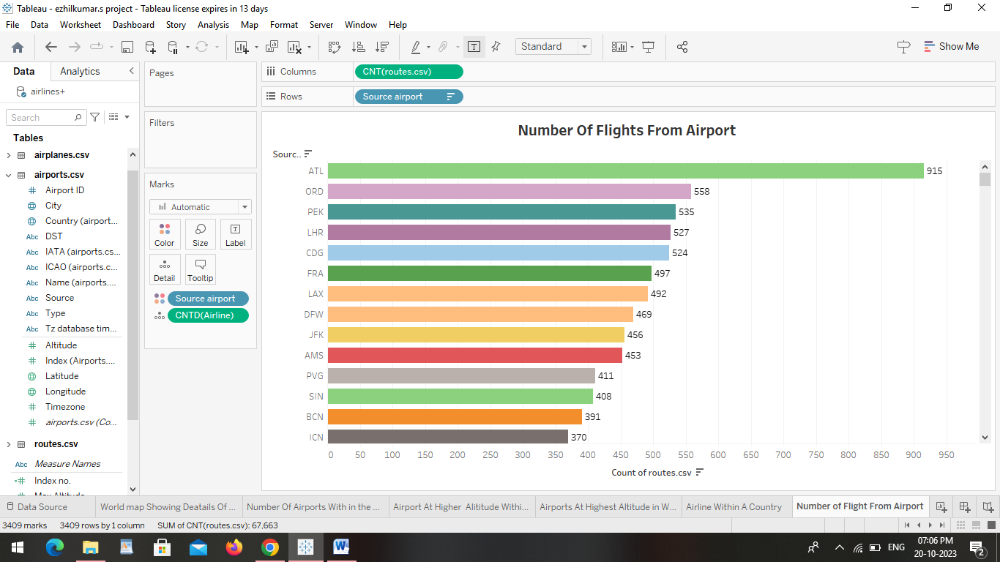 Tableau - ezhilkumar.s project - Tableau license expires in 13 days
File Data Worksheet Dashboard Story Analysis Map Format Server Window Help
Standard
Show Me
Data Analytics
airlines+
Search
Tables
airplanes.csv
airports.csv
Airport ID
City
Country (airport...
Abc DST
Abc IATA (airports.cs...
Abc ICAO (airports.c...
Abc Name (airports....
Abc Source
Abc Type
Abc Tz database tim...
Altitude
Index (Airports....
Latitude
Longitude
Timezone
airports.csv (Co...
routes.csv
Abc Measure Names
Index no.
Max Altitude
Pages
Filters
Marks
Automatic
Color Size Label
Detail Tooltip
Source airport
CNTD(Airline)
Columns CNT(routes.csv)
Rows Source airport
Number Of Flights From Airport
Sourc..
ATL 915
ORD 558
PEK 535
LHR 527
CDG 524
FRA 497
LAX 492
DFW 469
JFK 456
AMS 453
PVG 411
SIN 408
BCN 391
ICN 370
0 50 100 150 200 250 300 350 400 450 500 550 600 650 700 750 800 850 900 950
Count of routes.csv
Data Source World map Showing Deatails Of ... Number Of Airports With in the ... Airport At Higher Alititude Withi... Airports At Highest Altitude in W... Airline Within A Country Number of Flight From Airport
3409 marks 3409 rows by 1 column SUM of CNT(routes.csv): 67,663
ENG
07:06 PM
20-10-2023
2